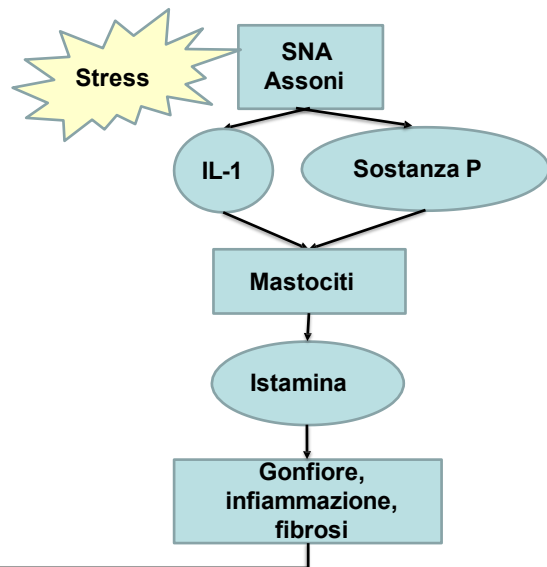 Stress
SNA
Assoni
IL-1
Sostanza P
Mastociti
Istamina
Gonfiore,
infiammazione,
fibrosi